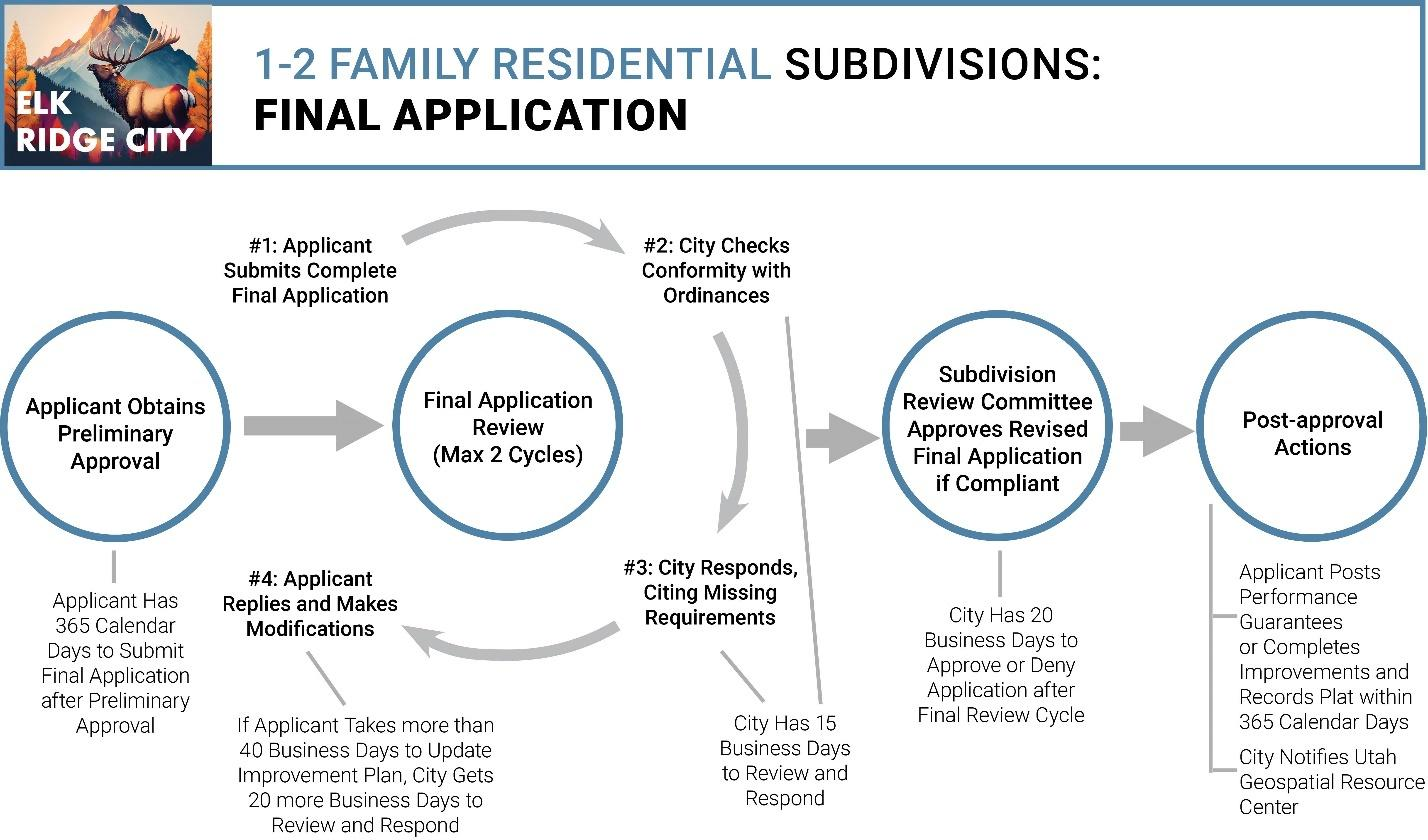 ELK
RIDGE CITY
1-2 FAMILY RESIDENTIAL SUBDIVISIONS:
FINAL APPLICATION
#1: Applicant
Submits Complete
Final Application
#2: City Checks
Conformity with
Ordinances
Applicant Obtains
Preliminary
Approval
Final Application
Review
(Max 2 Cycles)
Subdivision
Review Committee
Approves Revised
Final Application
if Compliant
Post-approval
Actions
#3: City Responds,
Citing Missing
Requirements
#4: Applicant
Replies and Makes
Modifications
Applicant Has
365 Calendar
Days to Submit
Final Application
after Preliminary
Approval
If Applicant Takes more than
40 Business Days to Update
Improvement Plan, City Gets
20 more Business Days to
Review and Respond
City Has 15
Business Days
to Review and
Respond
City Has 20
Business Days to
Approve or Deny
Application after
Final Review Cycle
Applicant Posts
Performance
Guarantees
or Completes
Improvements and
Records Plat within
365 Calendar Days
City Notifies Utah
Geospatial Resource
Center